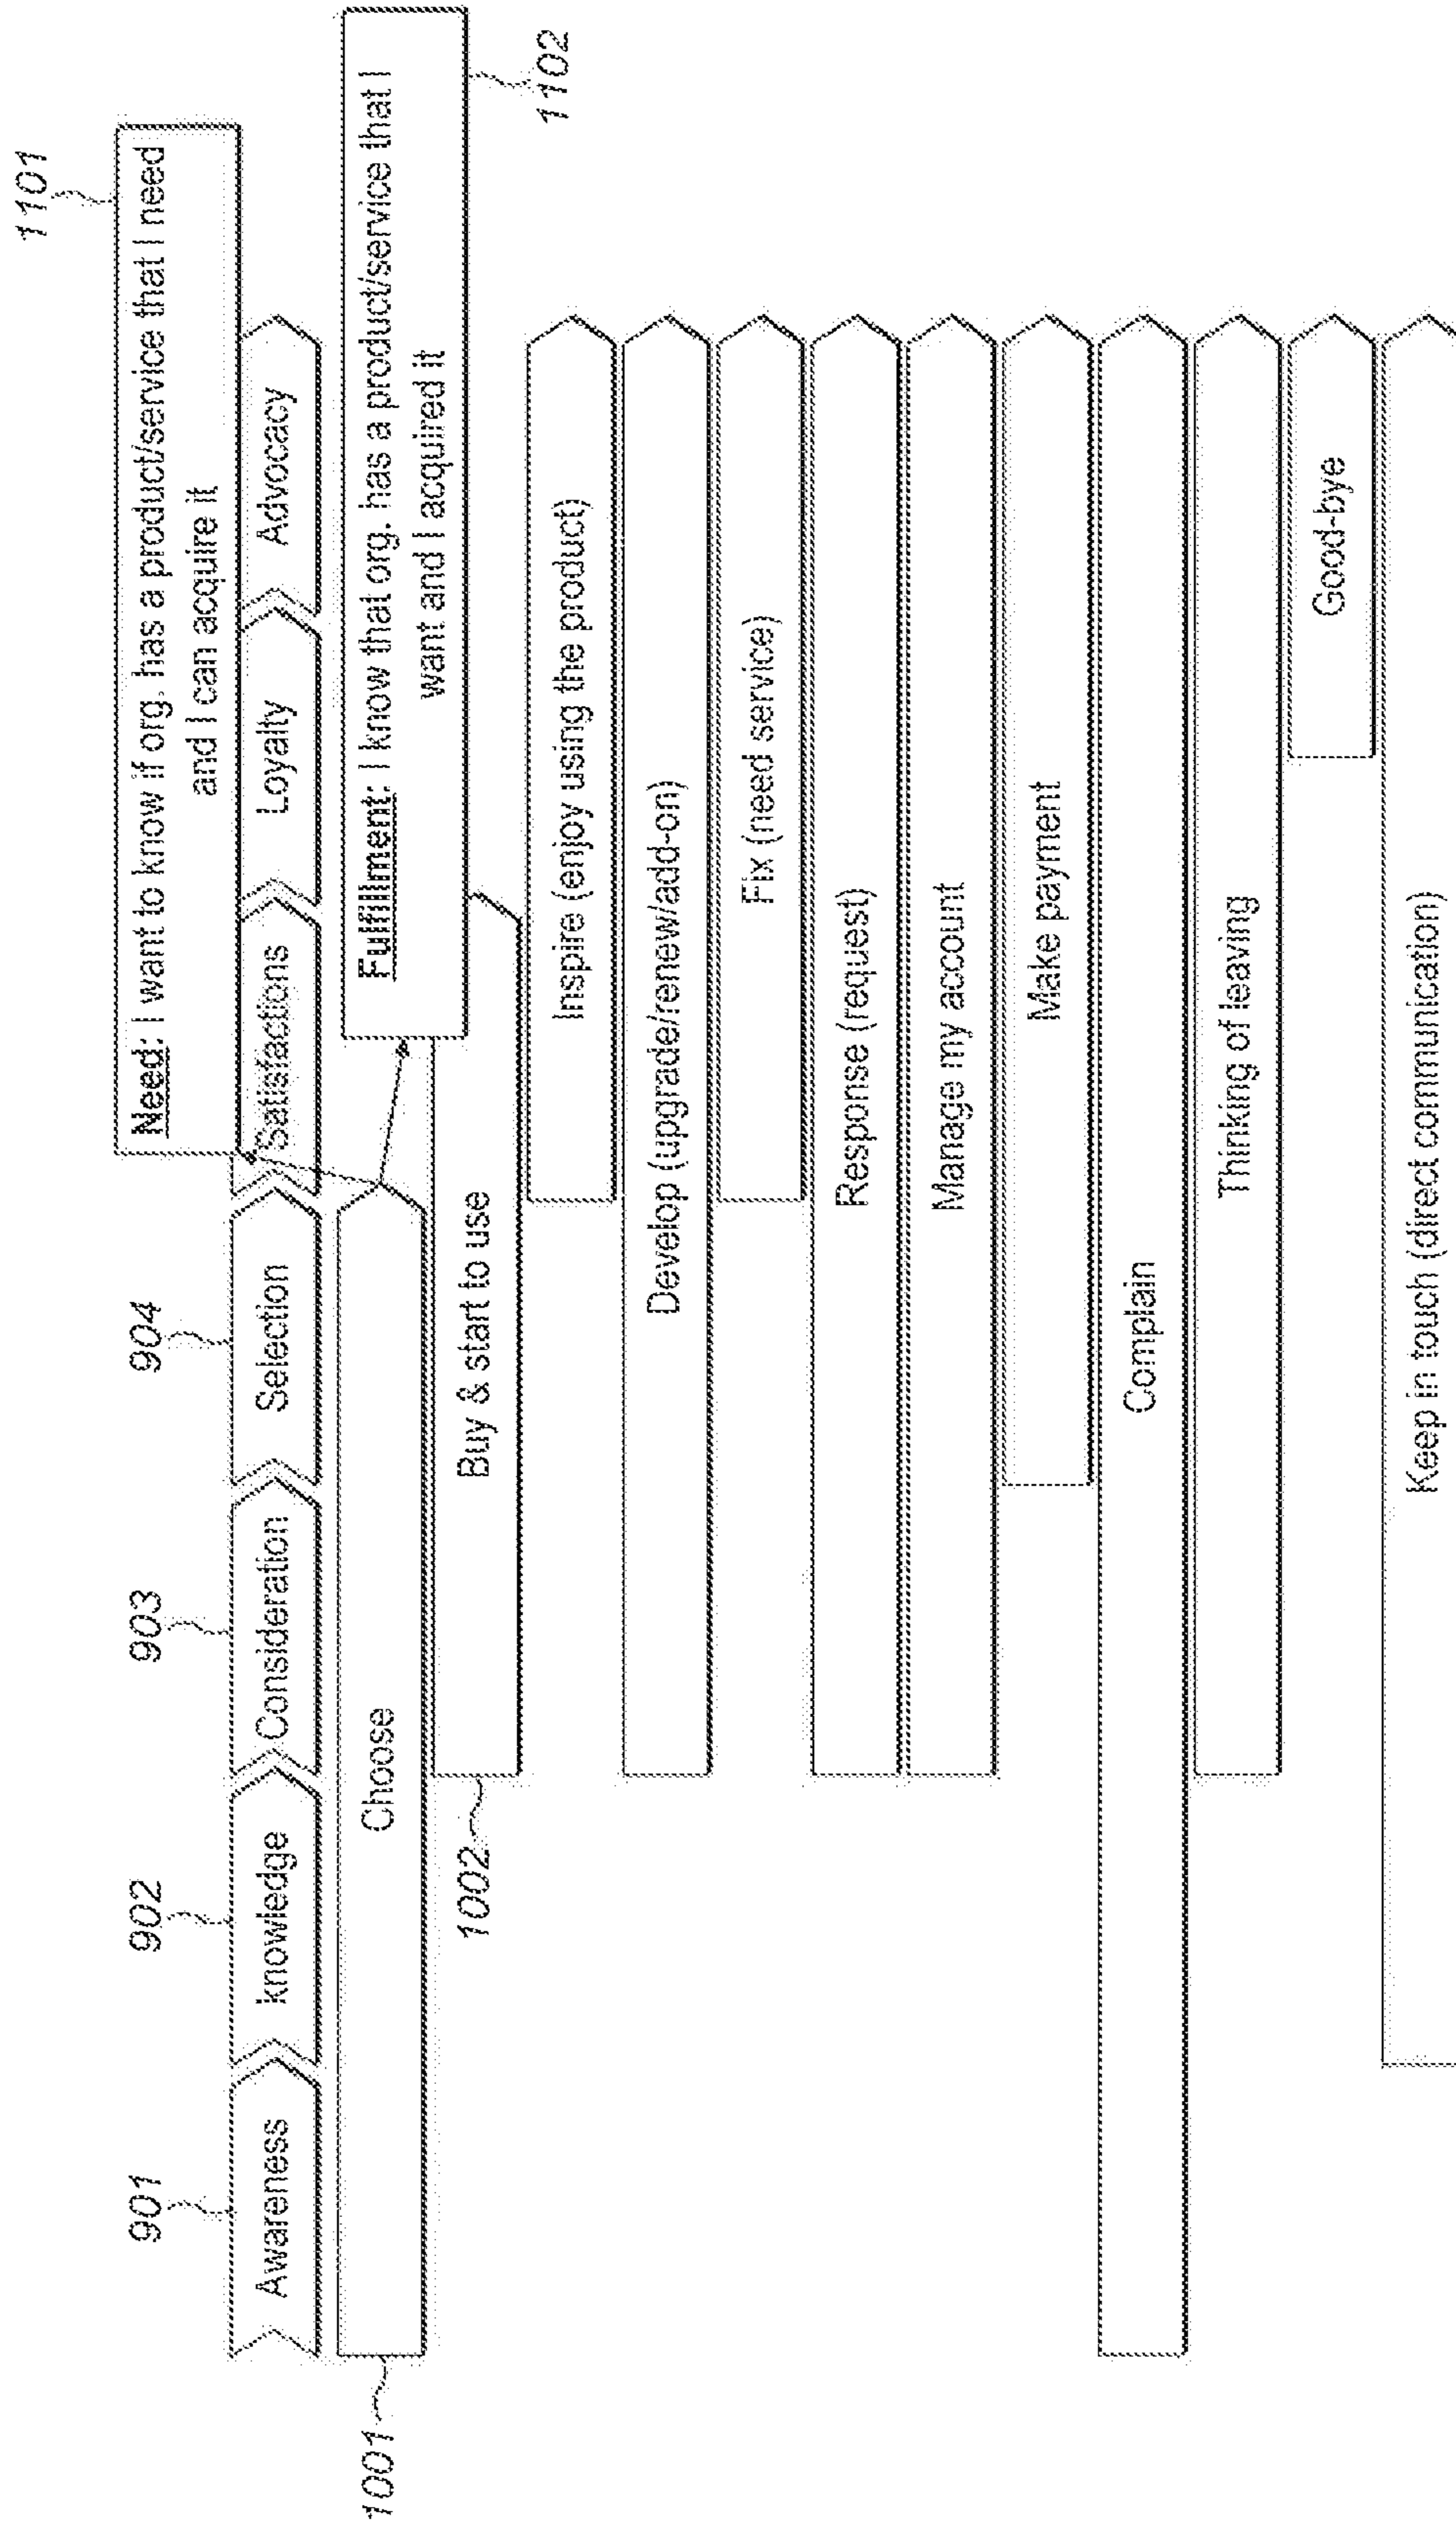 1101
Need: I want to know if org. has a product/service that I need
and I can acquire it
901
902
903
904
Awareness
knowledge
Consideration
Selection
Satisfactions
Loyalty
Advocacy
1001
Choose
Fulfillment: I know that org. has a product/service that I
want and I acquired it
1102
Buy & start to use
1002
Inspire (enjoy using the product)
Develop (upgrade/renew/add-on)
Fix (need service)
Response (request)
Manage my account
Make payment
Complain
Thinking of leaving
Good-bye
Keep in touch (direct communication)